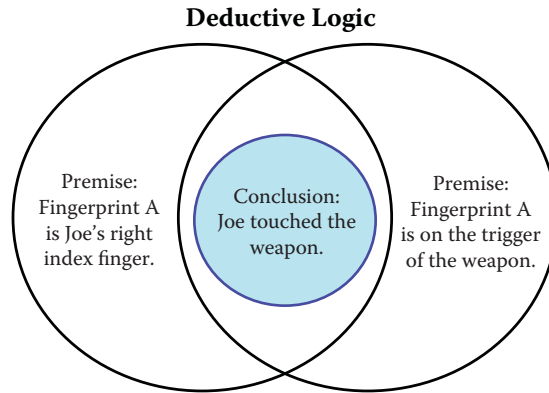 Deductive Logic
Premise:
Fingerprint A
is Joe's right
index finger.
Conclusion:
Joe touched the
weapon.
Premise:
Fingerprint A
is on the trigger
of the weapon.